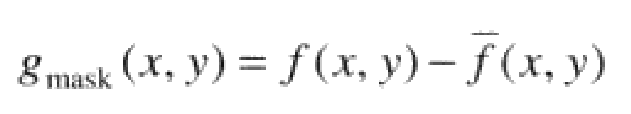 g_mask (x, y) = f(x, y) − f̅(x, y)